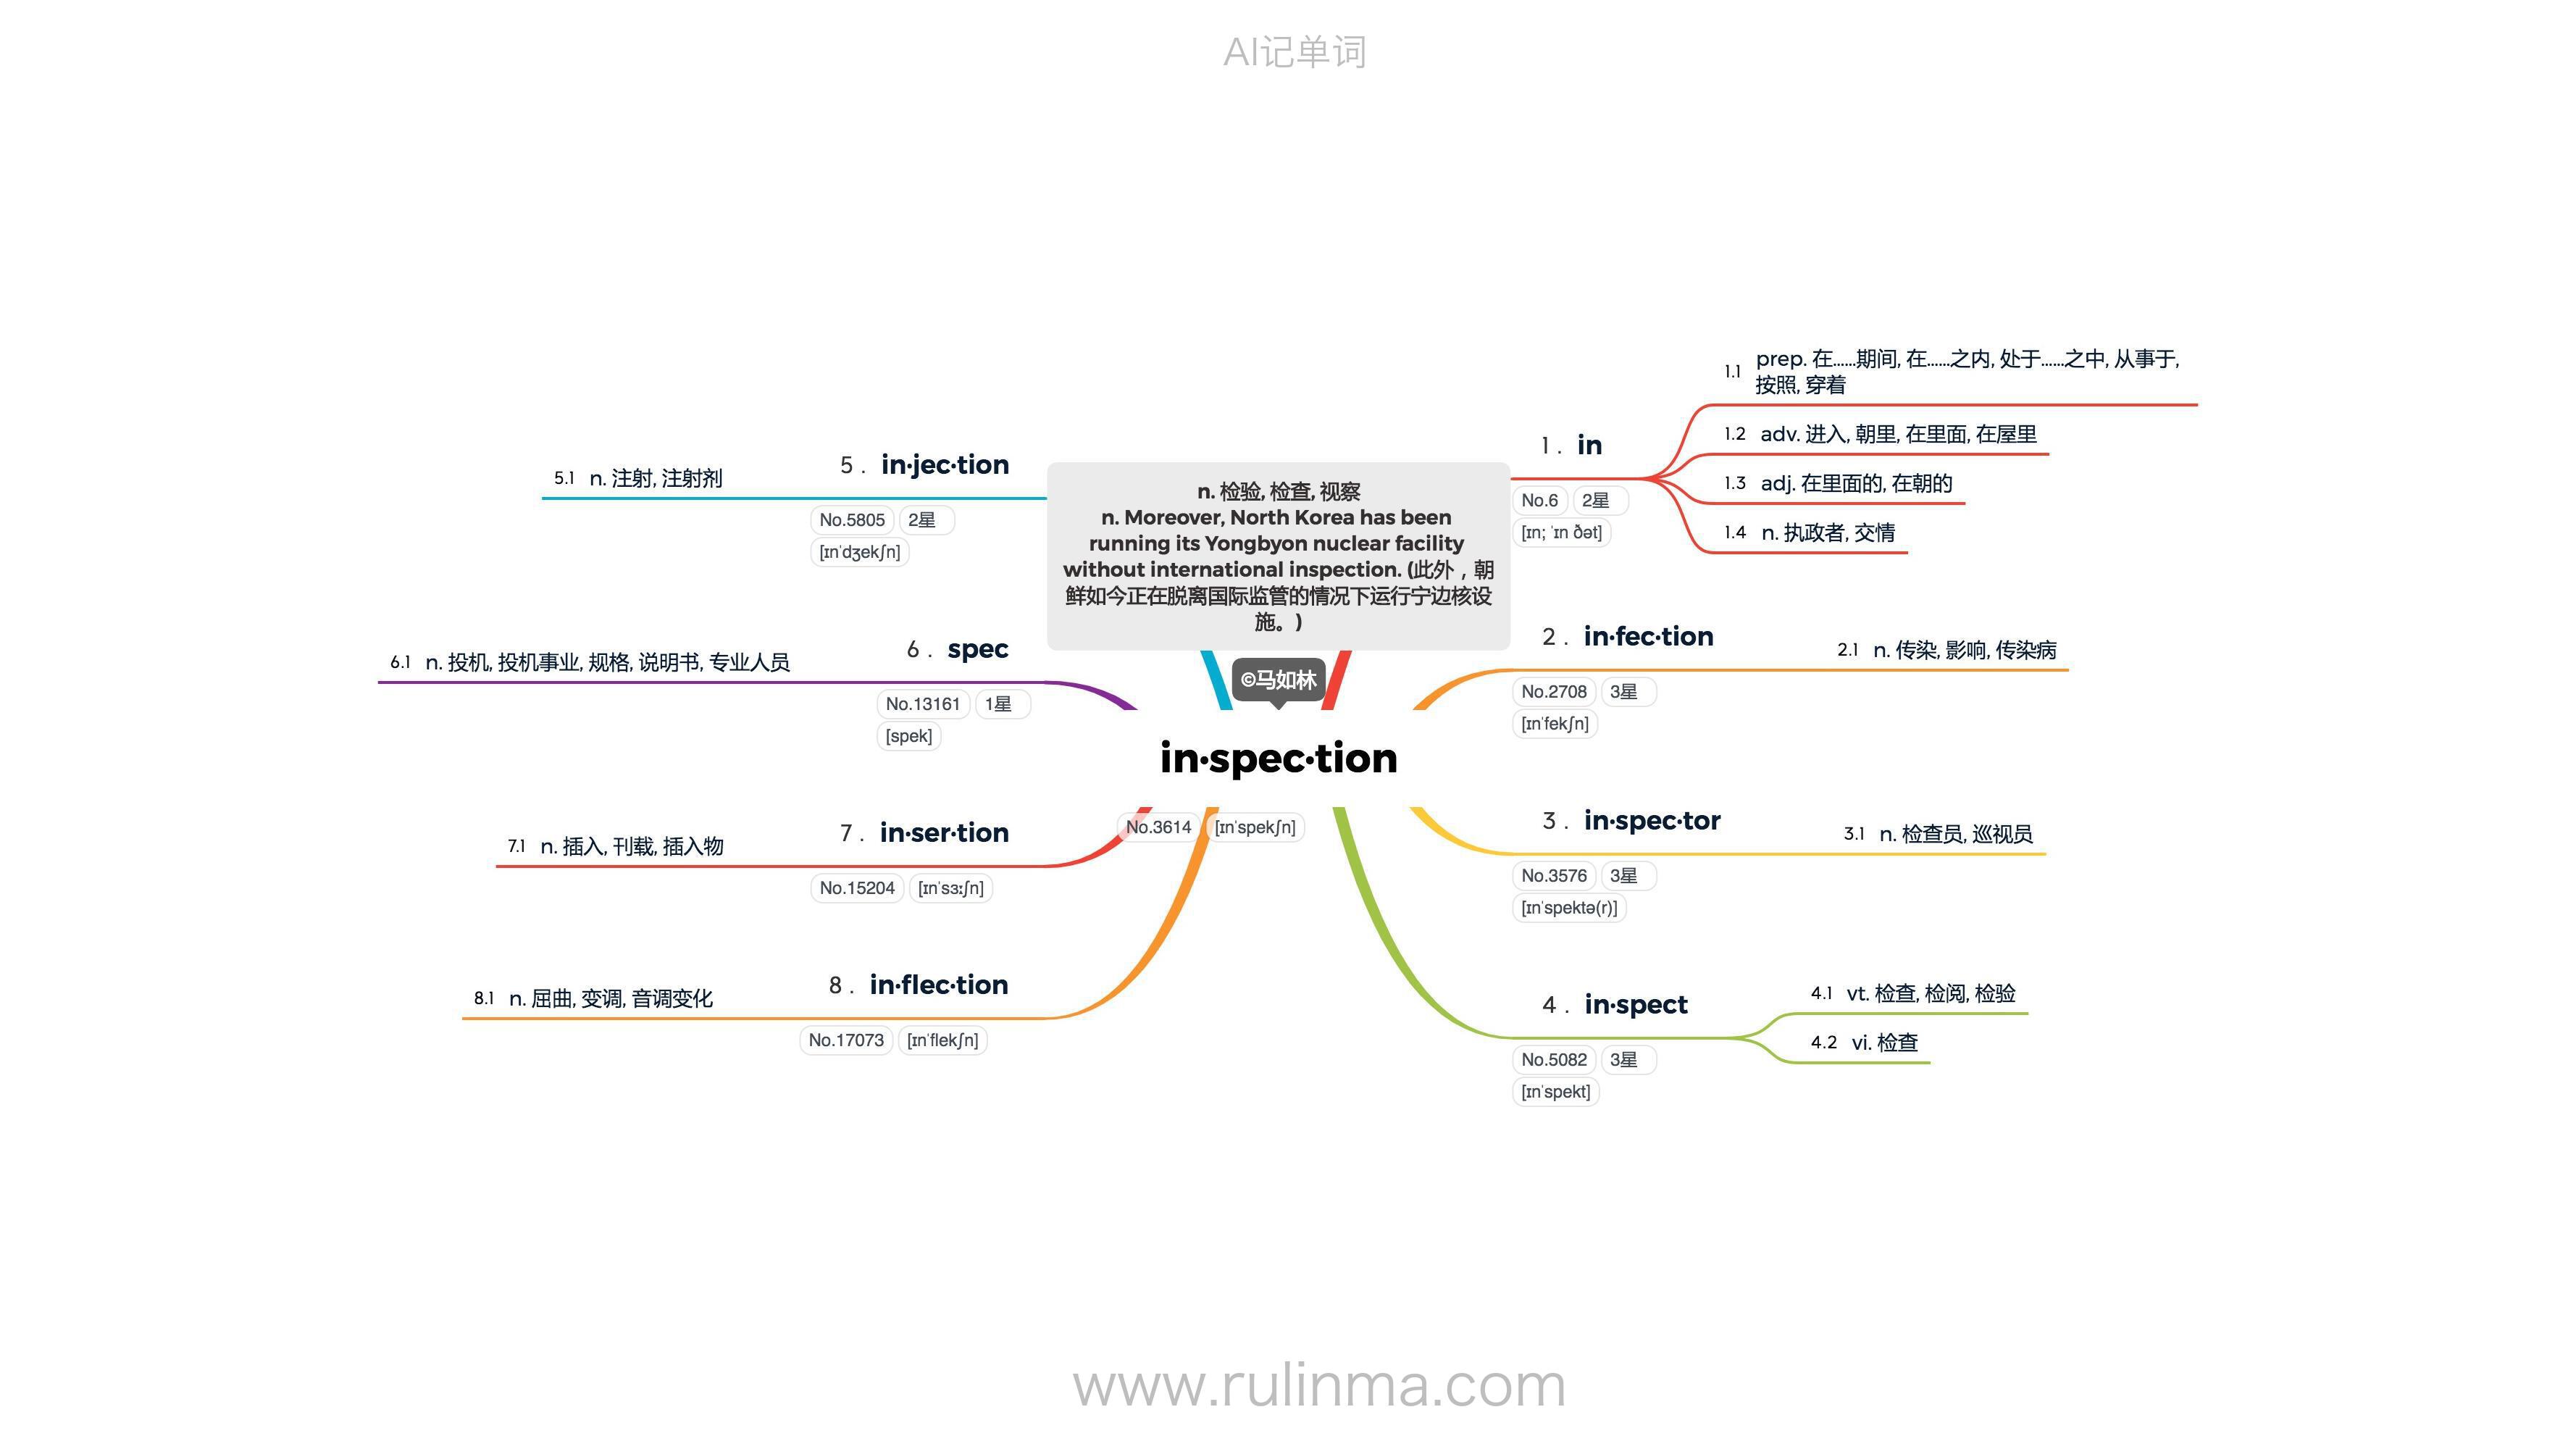 AI记单词
n. 检验, 检查, 视察
n. Moreover, North Korea has been
running its Yongbyon nuclear facility
without international inspection. (此外，朝
鲜如今正在脱离国际监管的情况下运行宁边核设
施。)
©马如林
in·spec·tion
No.3614 [ɪnˈspekʃn]
1. in
No.6 2星
[ɪn; ˈɪn ðət]
1.1 prep. 在……期间, 在……之内, 处于……之中, 从事于,
按照, 穿着
1.2 adv. 进入, 朝里, 在里面, 在屋里
1.3 adj. 在里面的, 在朝的
1.4 n. 执政者, 交情
2. in·fec·tion
No.2708 3星
[ɪnˈfekʃn]
2.1 n. 传染, 影响, 传染病
3. in·spec·tor
No.3576 3星
[ɪnˈspektə(r)]
3.1 n. 检查员, 巡视员
4. in·spect
No.5082 3星
[ɪnˈspekt]
4.1 vt. 检查, 检阅, 检验
4.2 vi. 检查
5. in·jec·tion
No.5805 2星
[ɪnˈdʒekʃn]
5.1 n. 注射, 注射剂
6. spec
No.13161 1星
[spek]
6.1 n. 投机, 投机事业, 规格, 说明书, 专业人员
7. in·ser·tion
No.15204 [ɪnˈsɜːʃn]
7.1 n. 插入, 刊载, 插入物
8. in·flec·tion
No.17073 [ɪnˈflekʃn]
8.1 n. 屈曲, 变调, 音调变化
www.rulinma.com